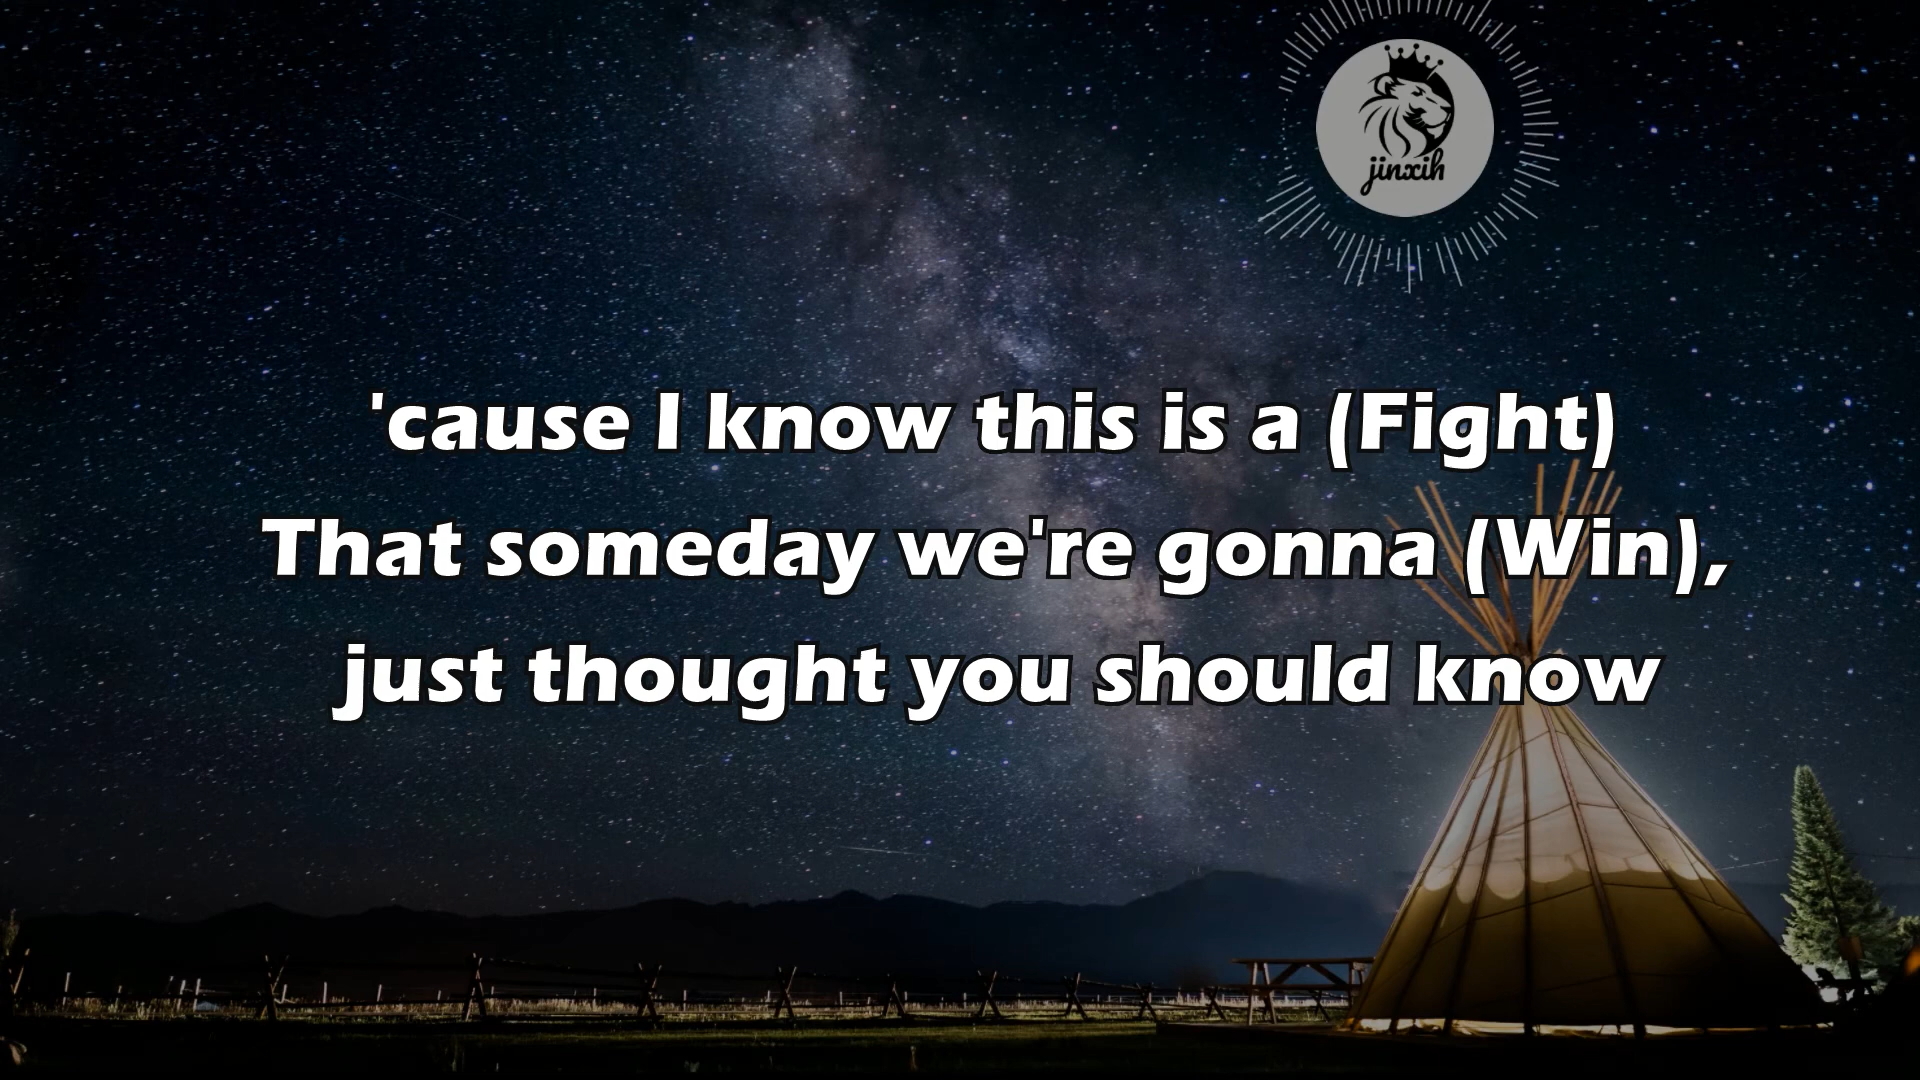 jinxih
'cause I know this is a (Fight)
That someday we're gonna (Win),
just thought you should know